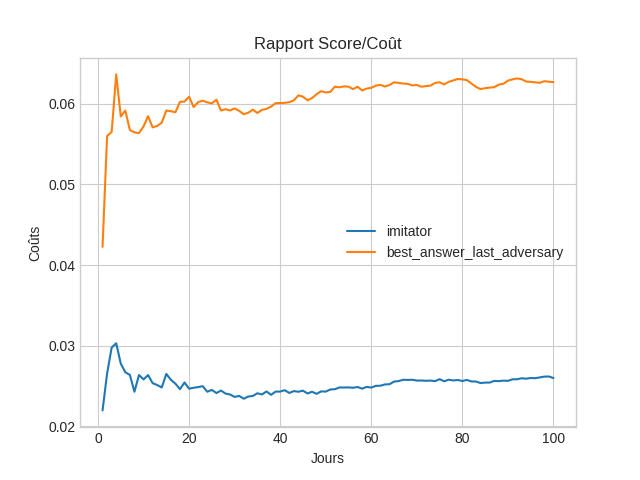 Rapport Score/Coût
Coûts
0.06
0.05
0.04
0.03
0.02
imitator
best_answer_last_adversary
0 20 40 60 80 100
Jours